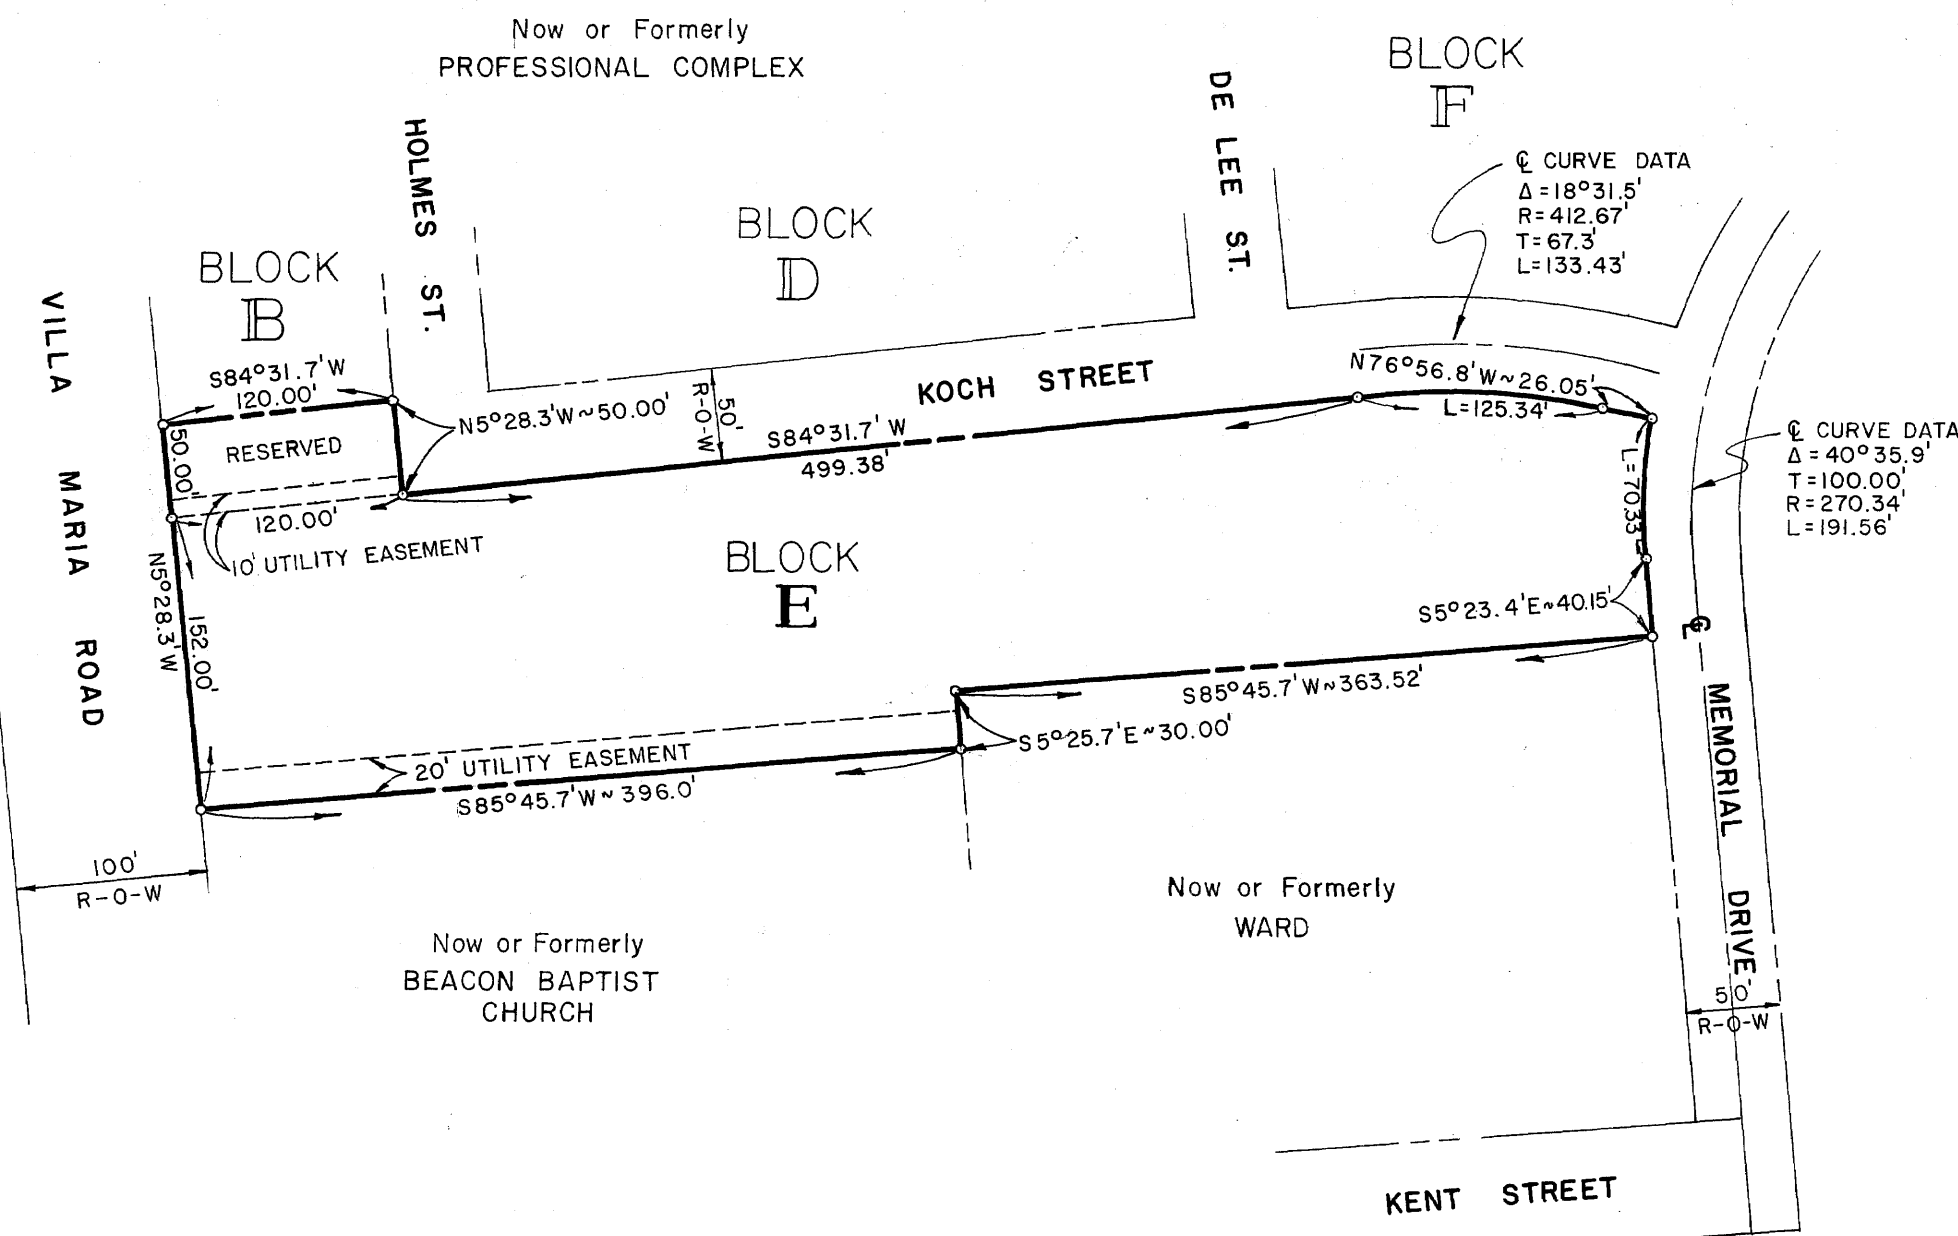 Now or Formerly
PROFESSIONAL COMPLEX
BLOCK
F
DE LEE ST.
HOLMES ST.
℄ CURVE DATA
Δ=18°31.5'
R=412.67'
T=67.3'
L=133.43'
BLOCK
D
BLOCK
B
VILLA MARIA ROAD
S84°31.7'W
120.00'
N5°28.3'W~50.00'
50'
R-O-W
KOCH STREET
N76°56.8'W~26.05'
L=125.34'
S84°31.7' W
499.38'
50.00'
RESERVED
120.00'
10' UTILITY EASEMENT
℄ CURVE DATA
Δ=40°35.9'
T=100.00'
R=270.34'
L=191.56'
L=70.33'
BLOCK
E
N5°28.3'W
152.00'
S5°23.4'E~40.15'
℄
S85°45.7'W~363.52'
S5°25.7'E~30.00'
20' UTILITY EASEMENT
S85°45.7'W~396.0'
MEMORIAL DRIVE
100'
R-O-W
Now or Formerly
WARD
Now or Formerly
BEACON BAPTIST
CHURCH
50'
R-O-W
KENT STREET